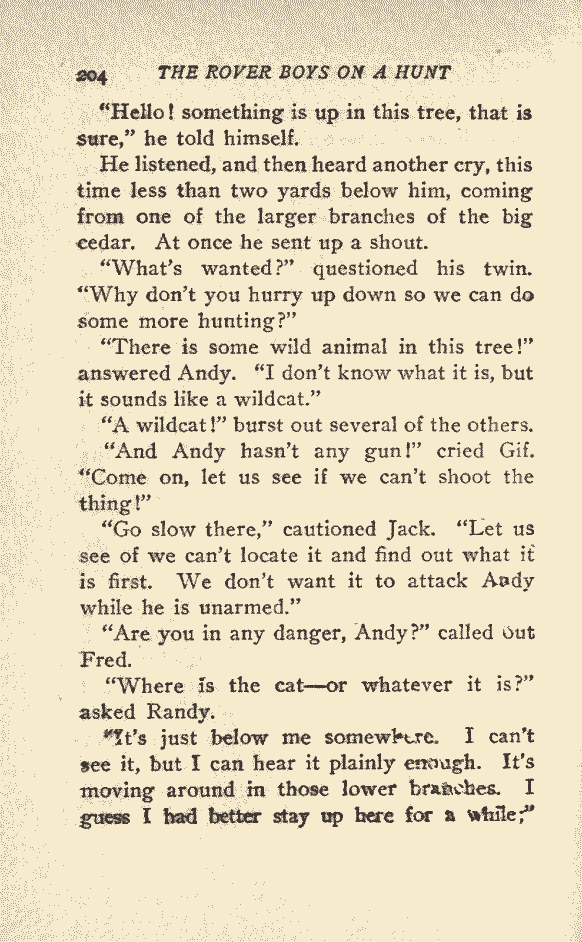 204 THE ROVER BOYS ON A HUNT
"Hello! something is up in this tree, that is
sure," he told himself.
He listened, and then heard another cry, this
time less than two yards below him, coming
from one of the larger branches of the big
cedar. At once he sent up a shout.
"What's wanted?" questioned his twin.
"Why don't you hurry up down so we can do
some more hunting?"
"There is some wild animal in this tree!"
answered Andy. "I don't know what it is, but
it sounds like a wildcat."
"A wildcat!" burst out several of the others.
"And Andy hasn't any gun!" cried Gif.
"Come on, let us see if we can't shoot the
thing!"
"Go slow there," cautioned Jack. "Let us
see of we can't locate it and find out what it
is first. We don't want it to attack Andy
while he is unarmed."
"Are you in any danger, Andy?" called out
Fred.
"Where is the cat—or whatever it is?"
asked Randy.
"It's just below me somewhere. I can't
see it, but I can hear it plainly enough. It's
moving around in those lower branches. I
guess I had better stay up here for a while;"